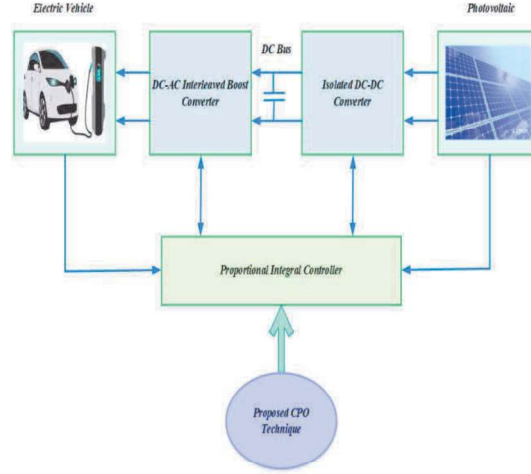 Electric Vehicle
Photovoltaic
DC Bus
DC-AC Interleaved Boost
Converter
Isolated DC-DC
Converter
Proportional Integral Controller
Proposed CPO
Technique